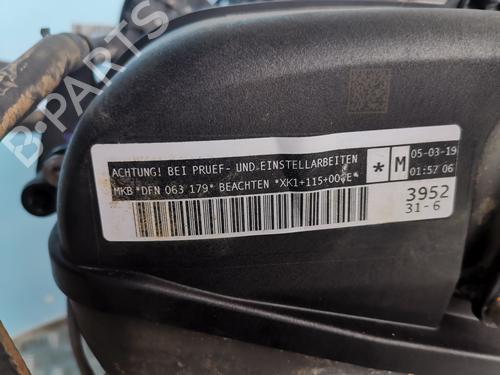 B-PARTS
ACHTUNG! BEI PRUEF- UND EINSTELLARBEITEN
MKB *DFN 063 179* BEACHTEN *XK1+115+00GE*
* M
05-03-19
01:57 06
3952
31-6